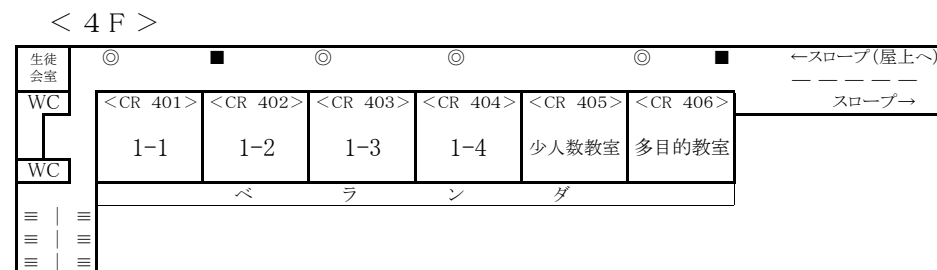 ＜４Ｆ＞
生徒 ◎ ■ ◎ ◎ ◎ ■ ←スロープ（屋上へ）
会室
WC ＜CR 401＞ ＜CR 402＞ ＜CR 403＞ ＜CR 404＞ ＜CR 405＞ ＜CR 406＞ スロープ→
1-1 1-2 1-3 1-4 少人数教室 多目的教室
WC
ベランダ